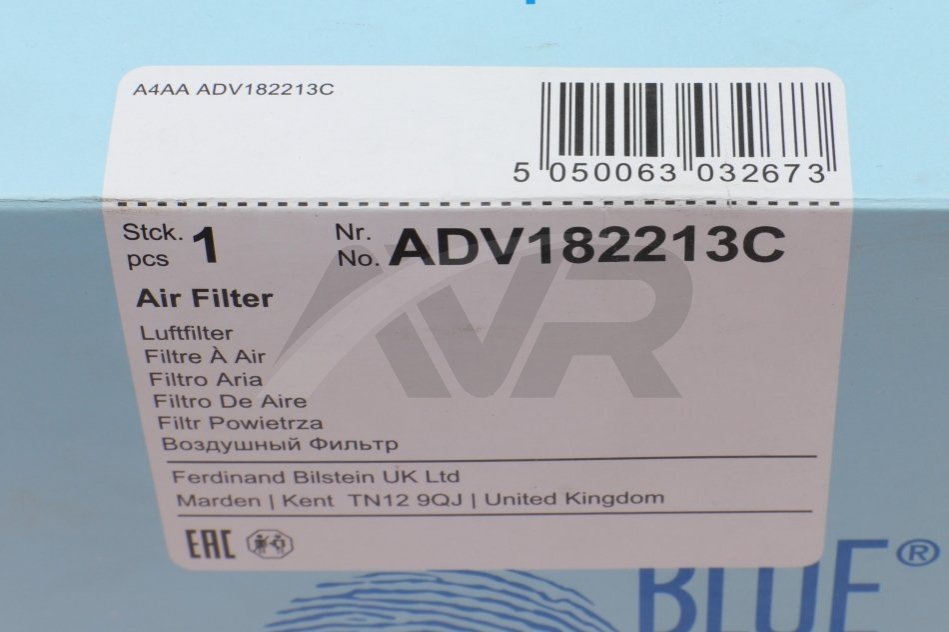 A4AA ADV182213C
5 050063 032673
Stck. 1 Nr. ADV182213C
pcs No.
Air Filter
Luftfilter
Filtre À Air
Filtro Aria
Filtro De Aire
Filtr Powietrza
Воздушный Фильтр
AVR
Ferdinand Bilstein UK Ltd
Marden | Kent TN12 9QJ | United Kingdom
EAC
BLUE®